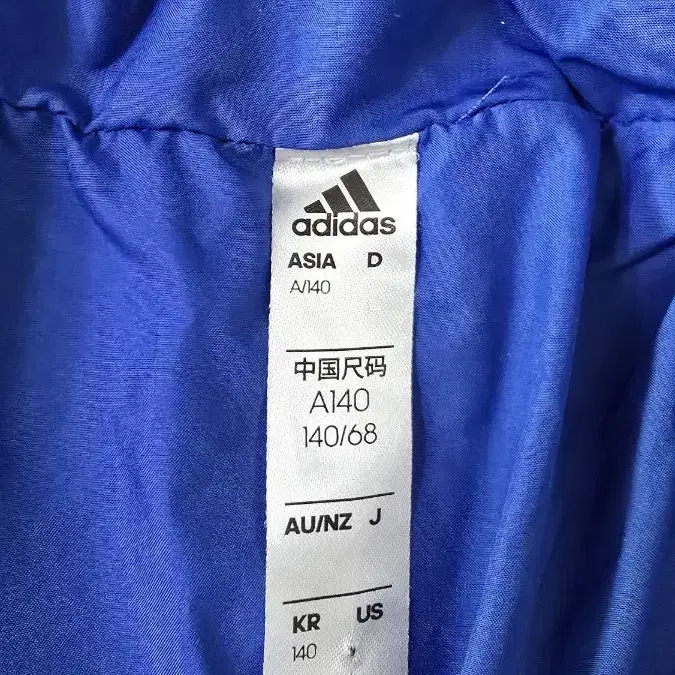 adidas
ASIA D
A/140
中国尺码
A140
140/68
AU/NZ J
KR US
140